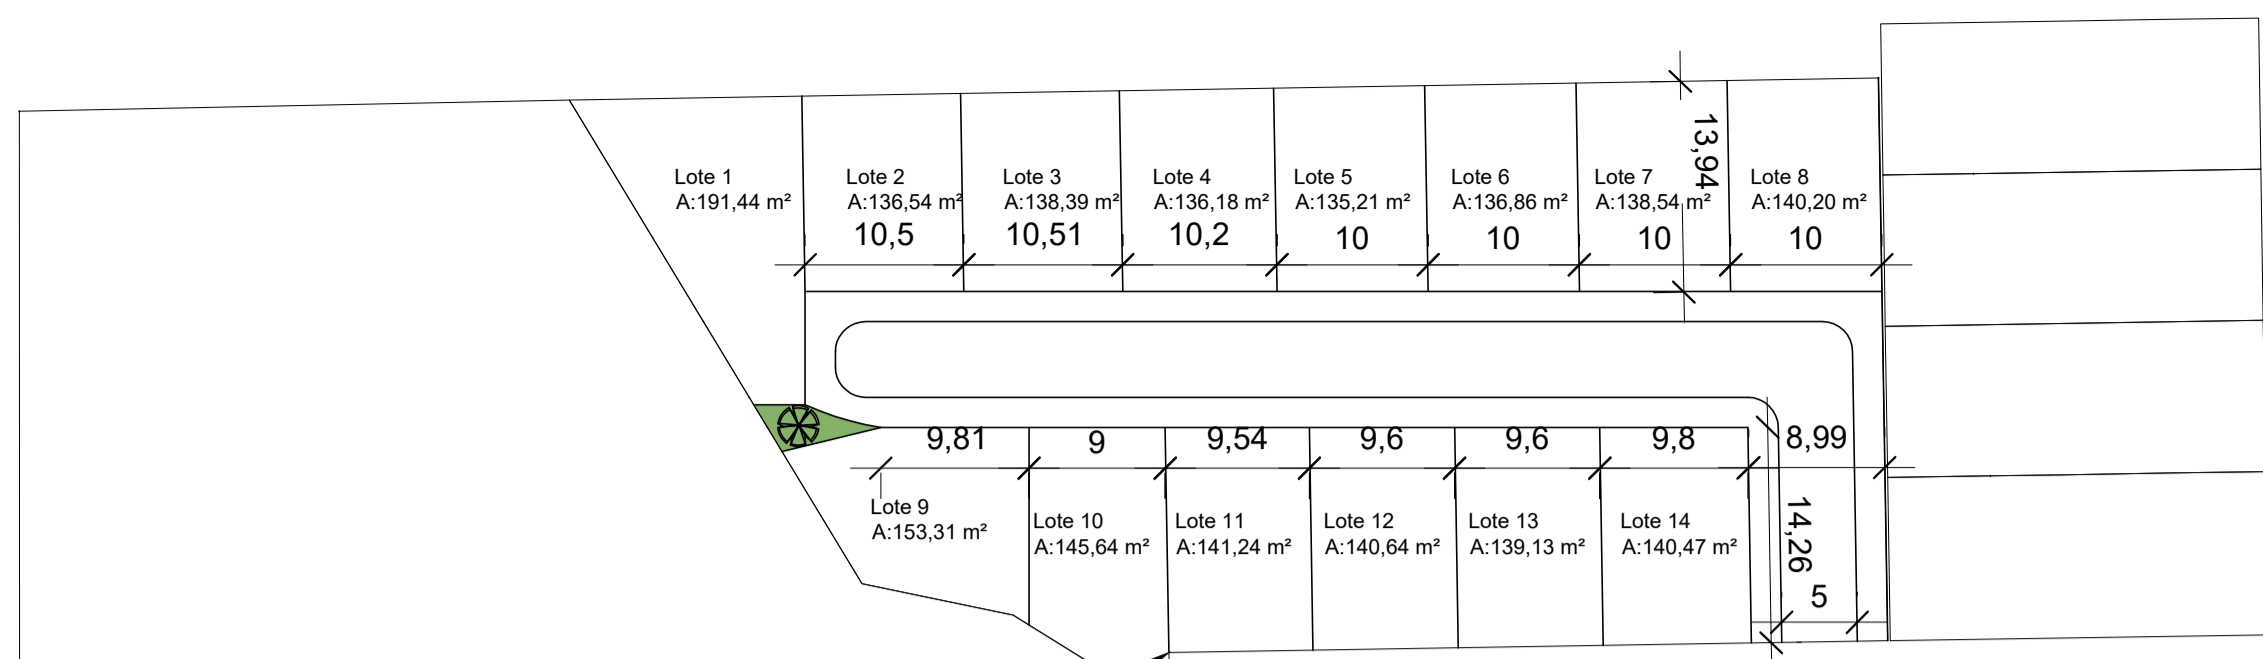 13,94
Lote 1
A:191,44 m²
Lote 2
A:136,54 m²
10,5
Lote 3
A:138,39 m²
10,51
Lote 4
A:136,18 m²
10,2
Lote 5
A:135,21 m²
10
Lote 6
A:136,86 m²
10
Lote 7
A:138,54 m²
10
Lote 8
A:140,20 m²
10
9,81
9
9,54
9,6
9,6
9,8
8,99
Lote 9
A:153,31 m²
Lote 10
A:145,64 m²
Lote 11
A:141,24 m²
Lote 12
A:140,64 m²
Lote 13
A:139,13 m²
Lote 14
A:140,47 m²
14,26
5